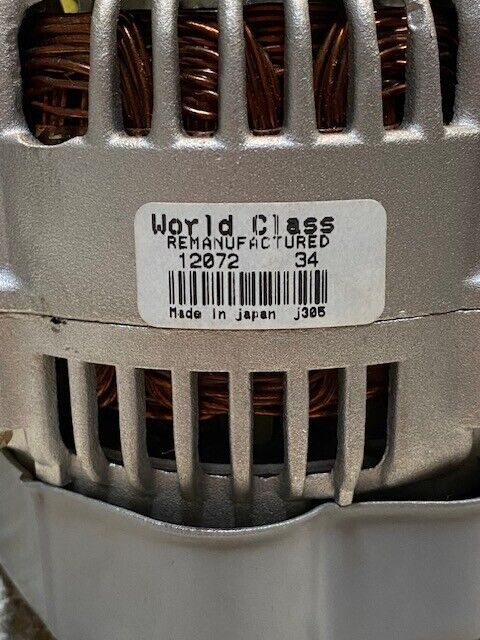 World Class
REMANUFACTURED
12072 34
Made in japan j305